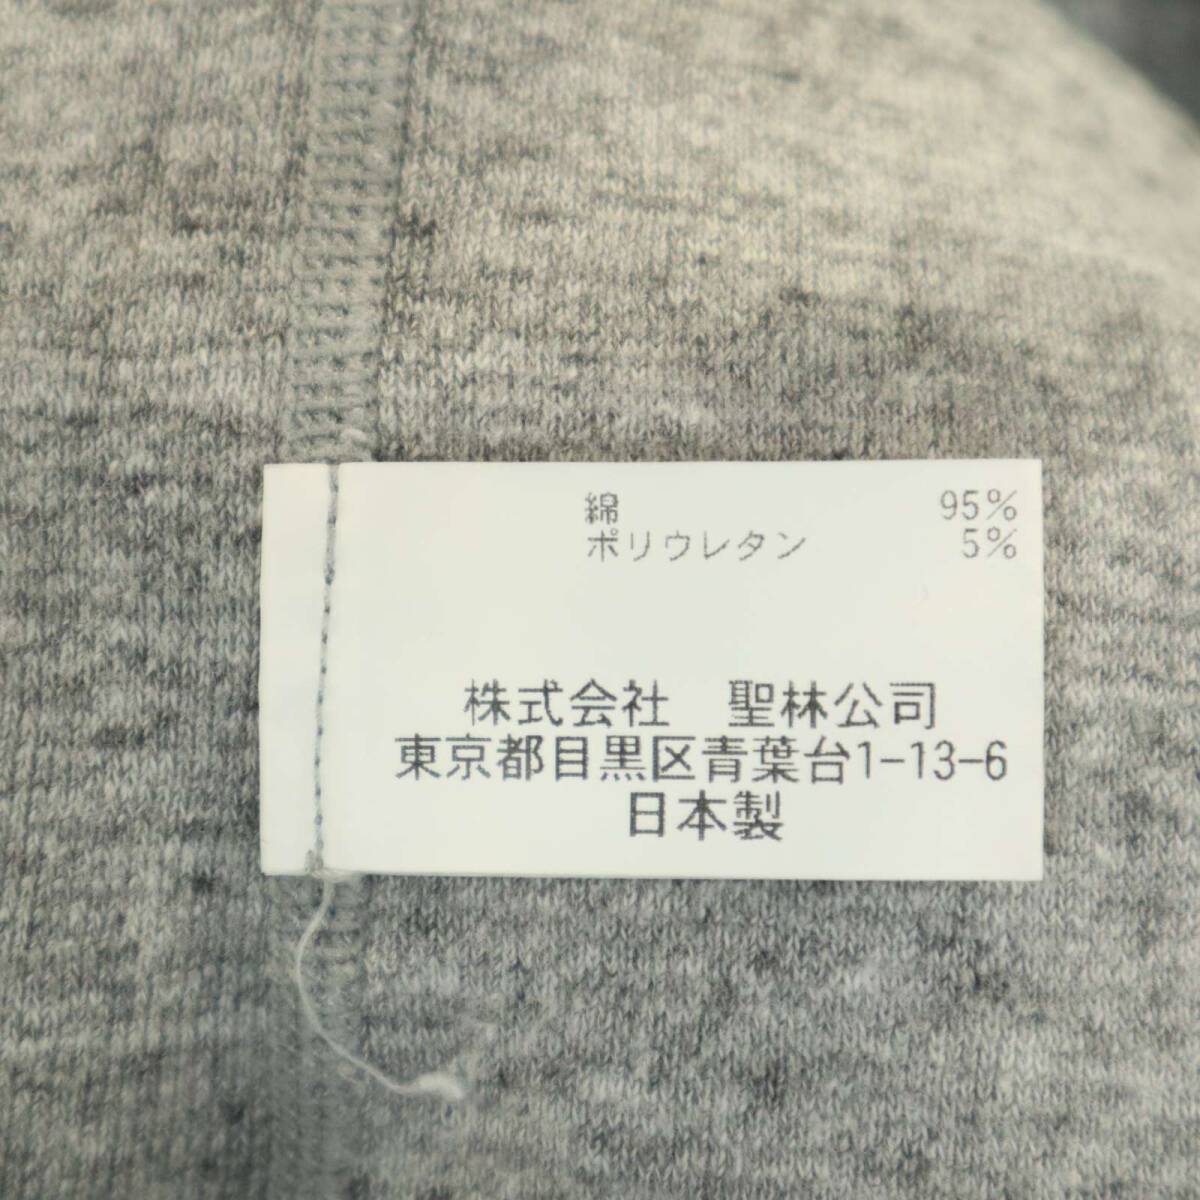 綿 95%
ポリウレタン 5%
株式会社 聖林公司
東京都目黒区青葉台1-13-6
日本製